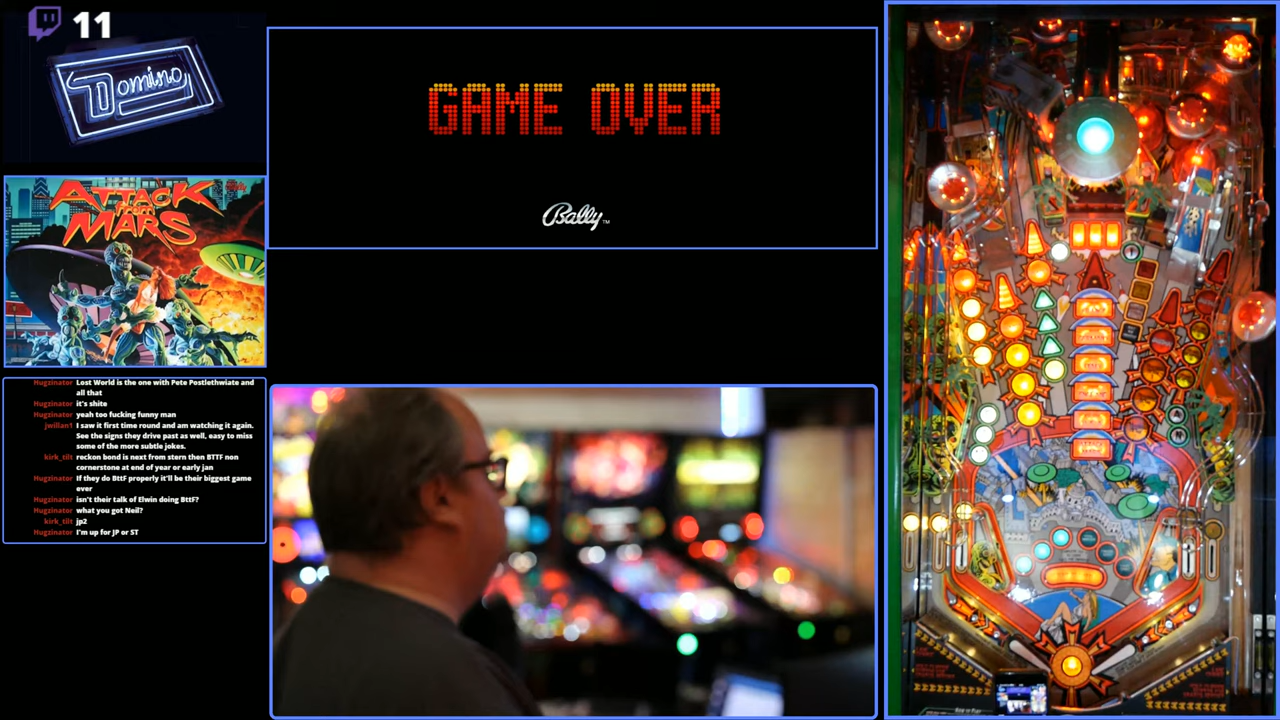 11
Domino
GAME OVER
Bally™
ATTACK
from
MARS
Hugzinator Lost World is the one with Pete Postlethwiate and
all that
Hugzinator it's shite
Hugzinator yeah too fucking funny man
jwillan1 I saw it first time round and am watching it again.
See the signs they drive past as well, easy to miss
some of the more subtle jokes.
kirk_tilt reckon bond is next from stern then BTTF non
cornerstone at end of year or early jan
Hugzinator If they do BttF properly it'll be their biggest game
ever
Hugzinator isn't their talk of Elwin doing BttF?
Hugzinator what you got Neil?
kirk_tilt jp2
Hugzinator I'm up for JP or ST